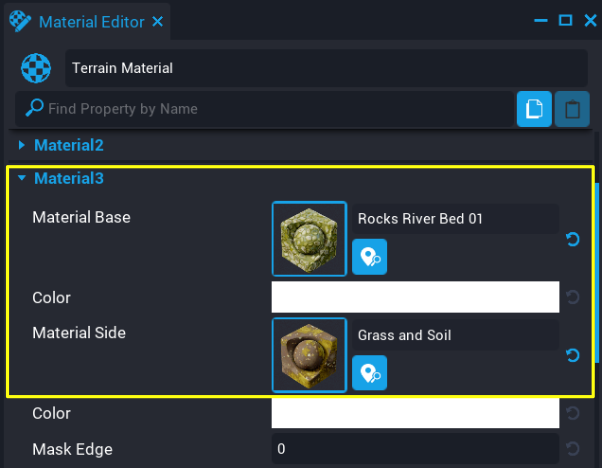 Material Editor
Terrain Material
Find Property by Name
Material2
Material3
Material Base
Rocks River Bed 01
Color
Material Side
Grass and Soil
Color
Mask Edge
0